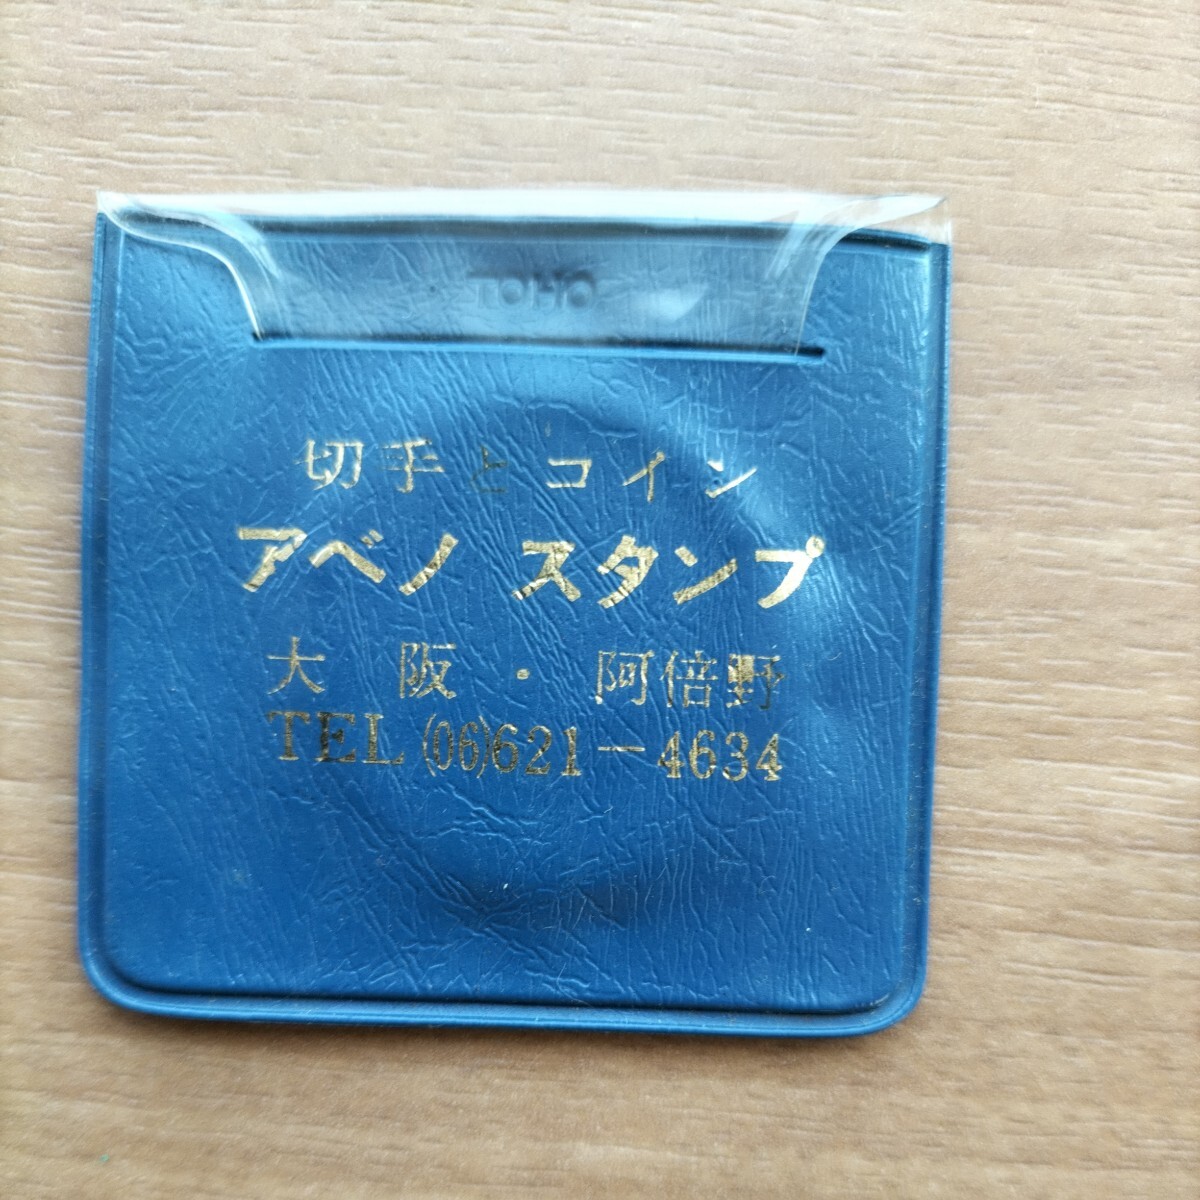 TOHO
切手とコイン
アベノ スタンプ
大 阪 ・ 阿倍野
TEL (06)621-4634